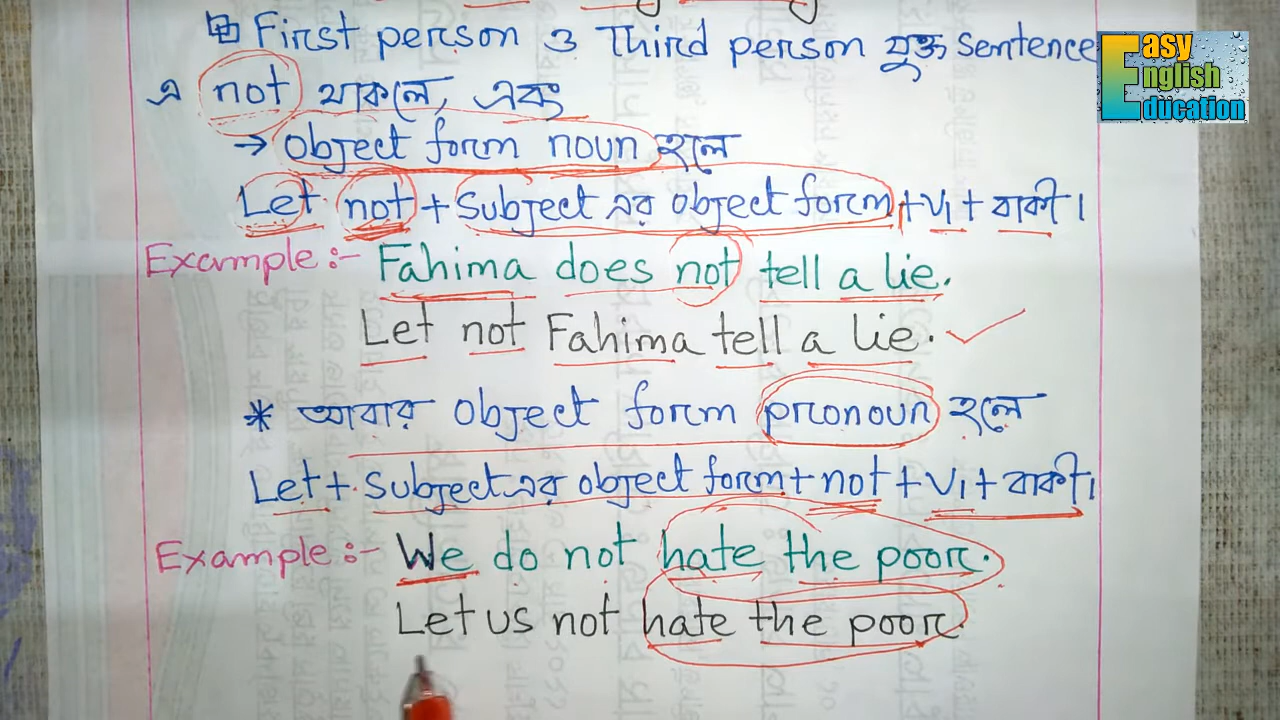 First person ও Third person যুক্ত Sentence
এ not থাকলে, এবং
→ Object form noun হলে
Let not + Subject এর object form + V1 + বাকী।
Example :- Fahima does not tell a lie.
Let not Fahima tell a lie.
* আবার Object form pronoun হলে
Let + Subject এর object form + not + V1 + বাকী।
Example :- We do not hate the poor.
Let us not hate the poor.
Easy
English
Education